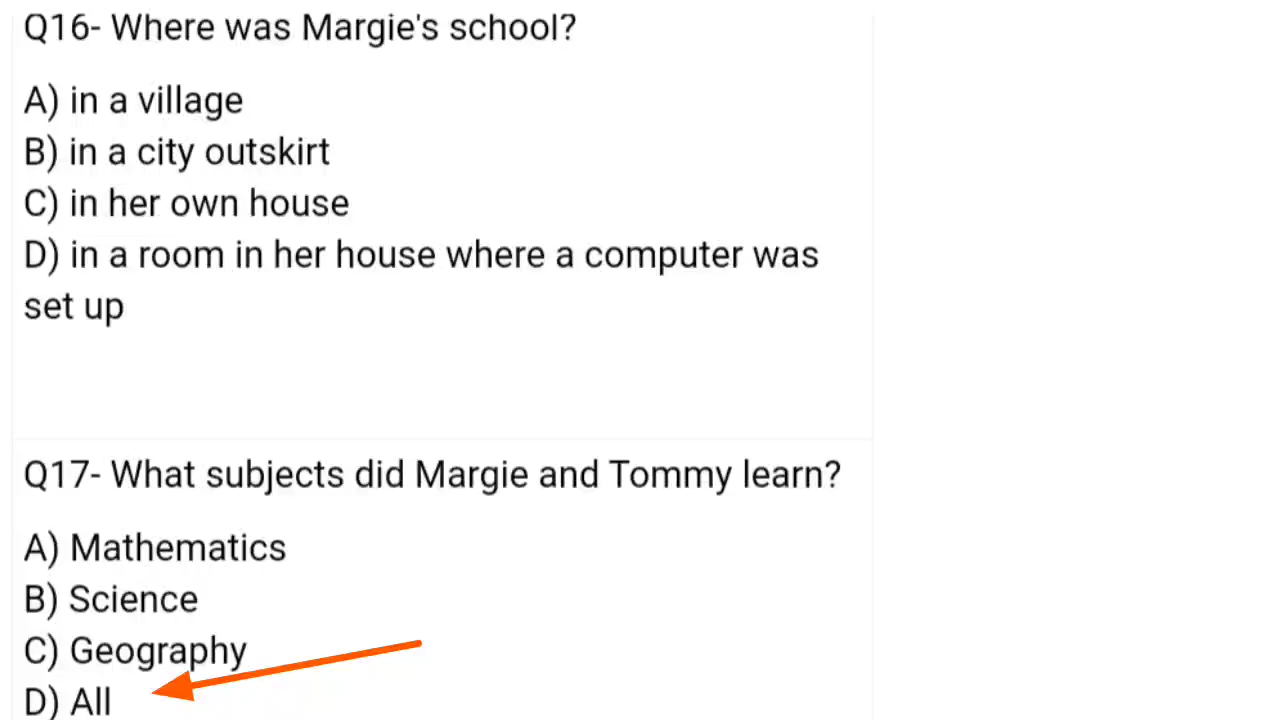 Q16- Where was Margie's school?
A) in a village
B) in a city outskirt
C) in her own house
D) in a room in her house where a computer was
set up
Q17- What subjects did Margie and Tommy learn?
A) Mathematics
B) Science
C) Geography
D) All